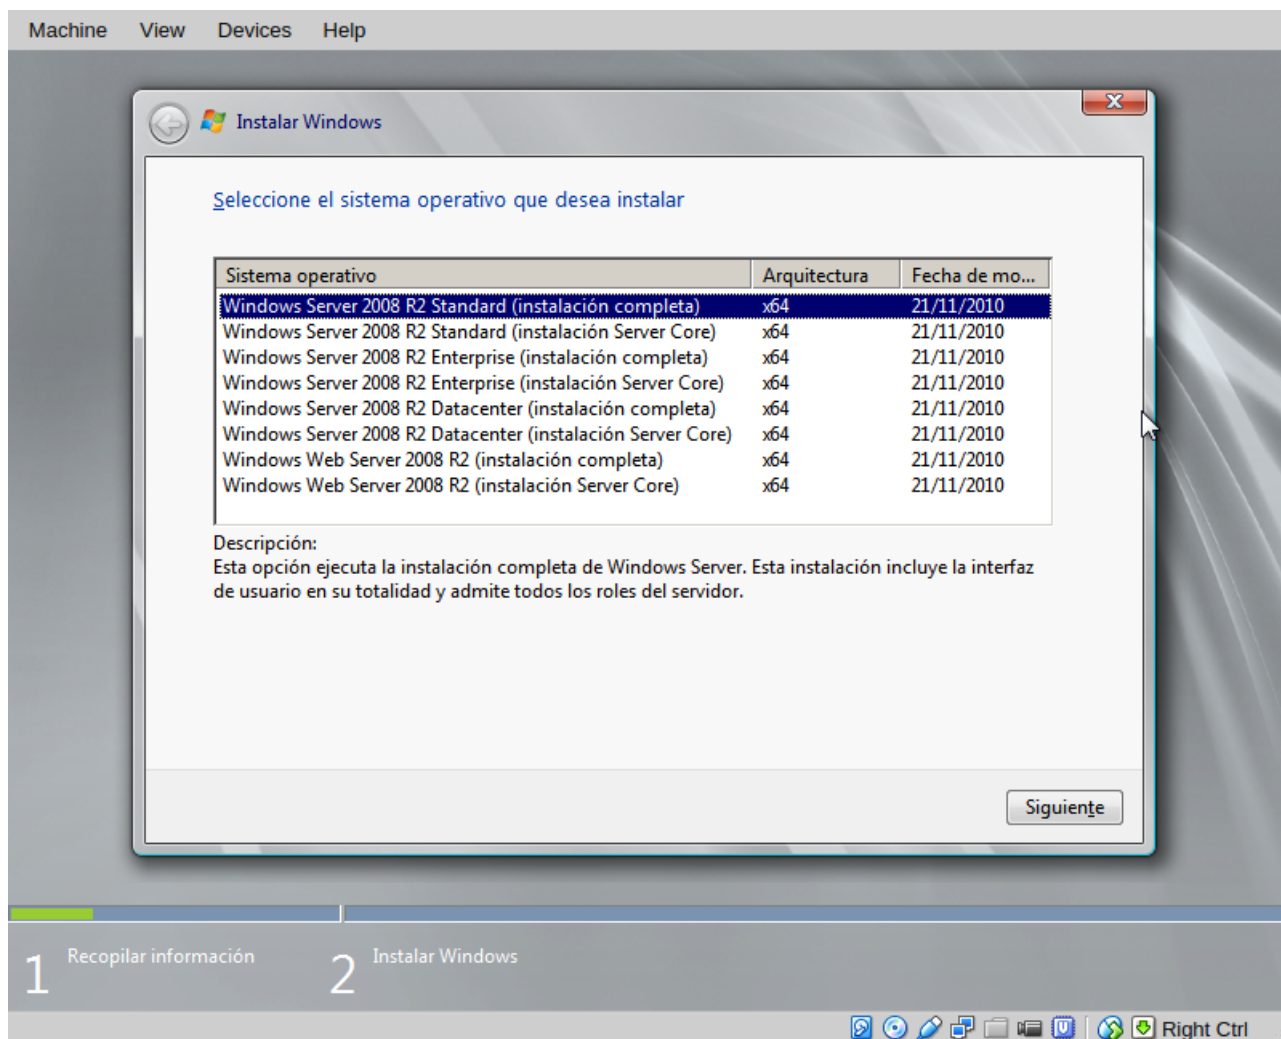 Machine View Devices Help
Instalar Windows
Seleccione el sistema operativo que desea instalar
Sistema operativo Arquitectura Fecha de mo...
Windows Server 2008 R2 Standard (instalación completa) x64 21/11/2010
Windows Server 2008 R2 Standard (instalación Server Core) x64 21/11/2010
Windows Server 2008 R2 Enterprise (instalación completa) x64 21/11/2010
Windows Server 2008 R2 Enterprise (instalación Server Core) x64 21/11/2010
Windows Server 2008 R2 Datacenter (instalación completa) x64 21/11/2010
Windows Server 2008 R2 Datacenter (instalación Server Core) x64 21/11/2010
Windows Web Server 2008 R2 (instalación completa) x64 21/11/2010
Windows Web Server 2008 R2 (instalación Server Core) x64 21/11/2010
Descripción:
Esta opción ejecuta la instalación completa de Windows Server. Esta instalación incluye la interfaz
de usuario en su totalidad y admite todos los roles del servidor.
Siguiente
1 Recopilar información 2 Instalar Windows
Right Ctrl